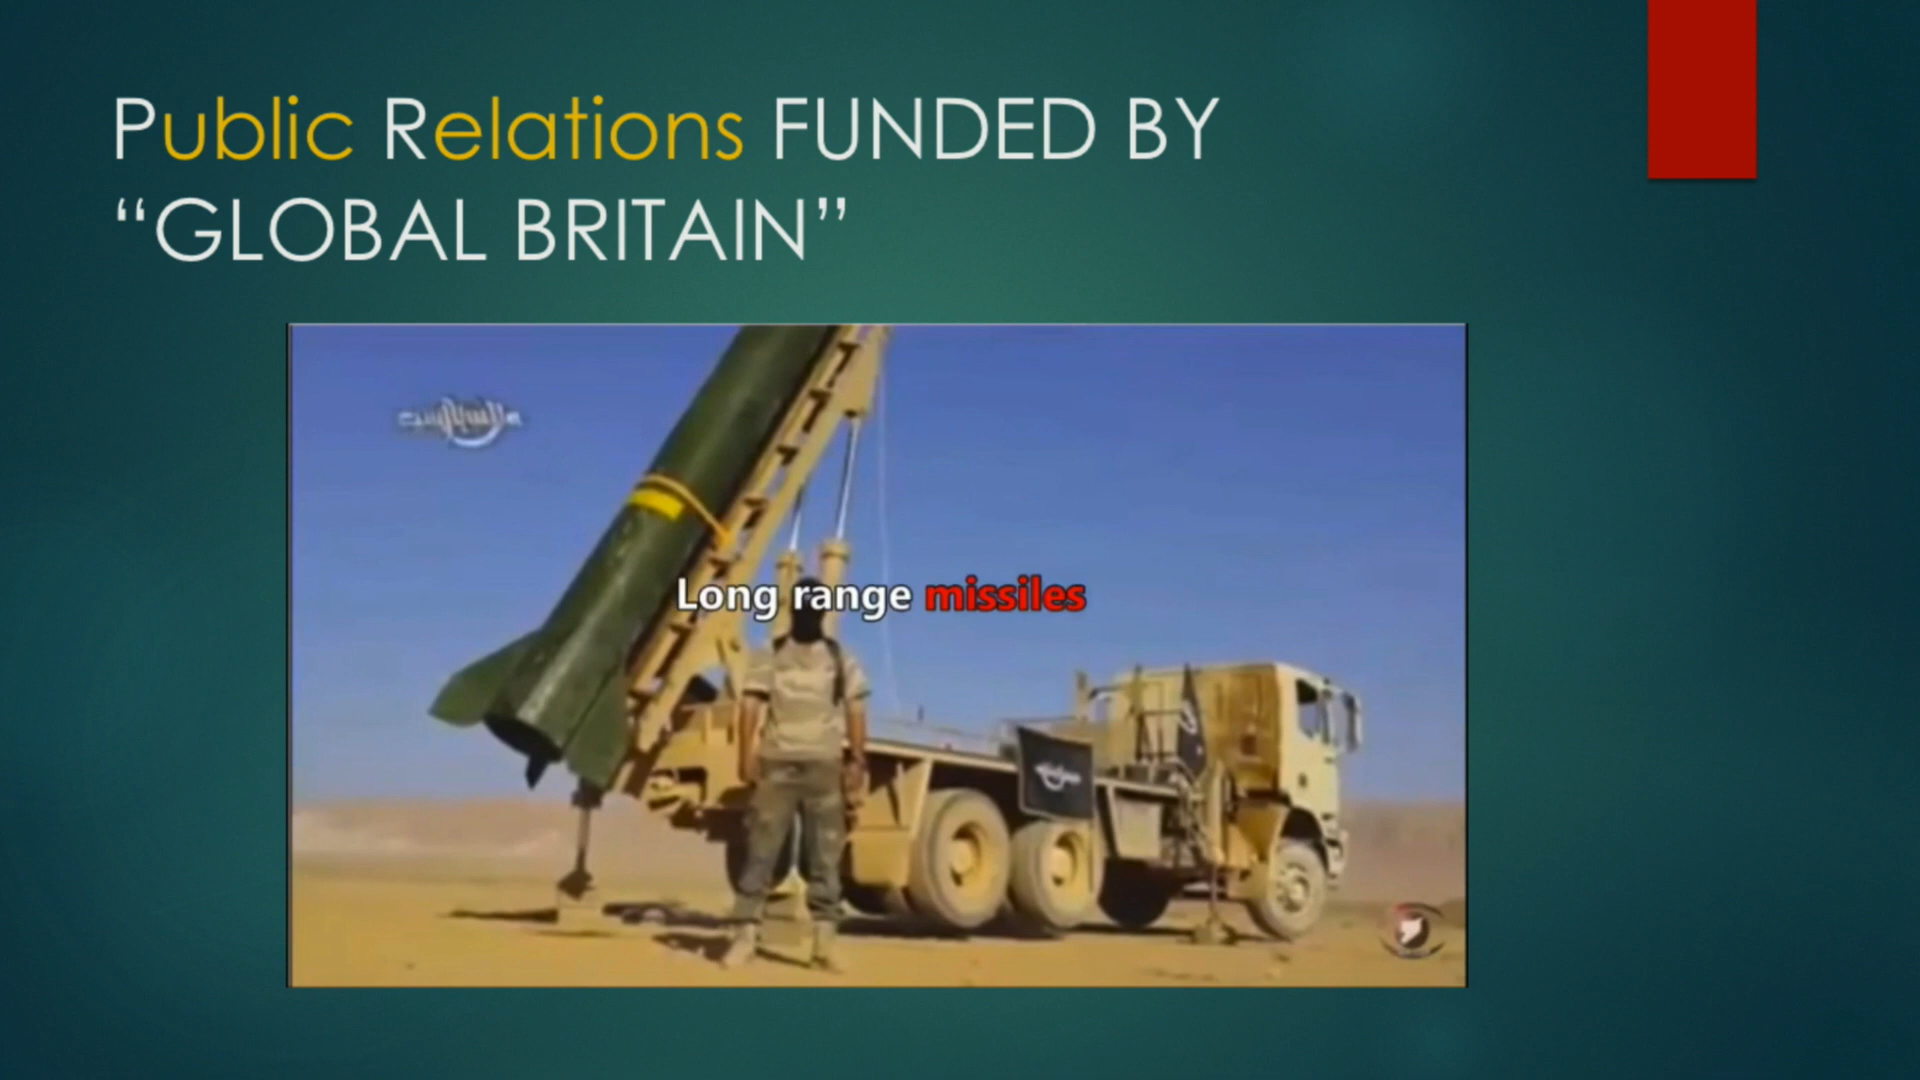 Public Relations FUNDED BY
“GLOBAL BRITAIN”
Long range missiles